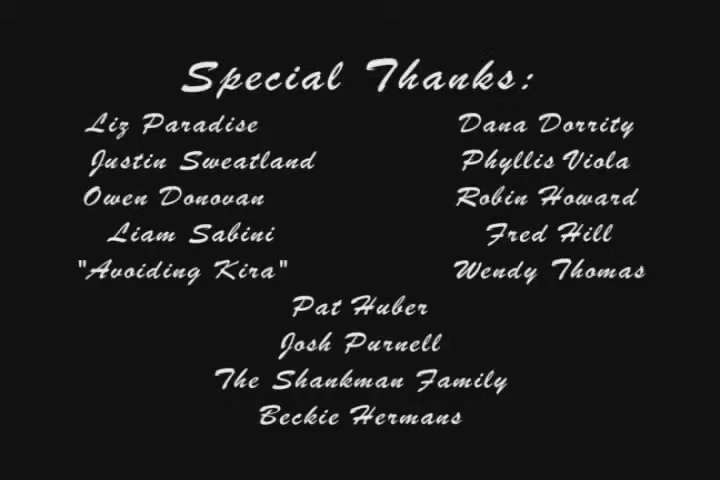 Special Thanks:
Liz Paradise
Dana Dorrity
Justin Sweatland
Phyllis Viola
Owen Donovan
Robin Howard
Liam Sabini
Fred Hill
"Avoiding Kira"
Wendy Thomas
Pat Huber
Josh Purnell
The Shankman Family
Beckie Hermans